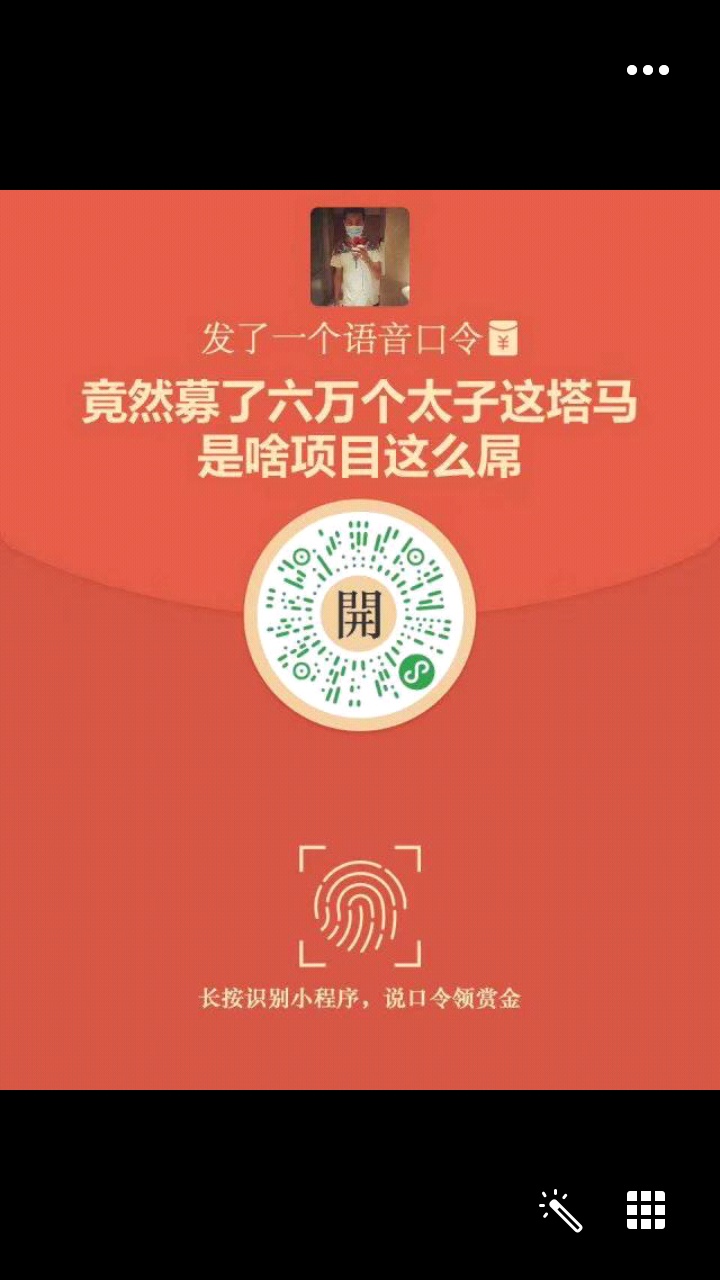 发了一个语音口令
竟然募了六万个太子这塔马
是啥项目这么屌
開
长按识别小程序，说口令领赏金